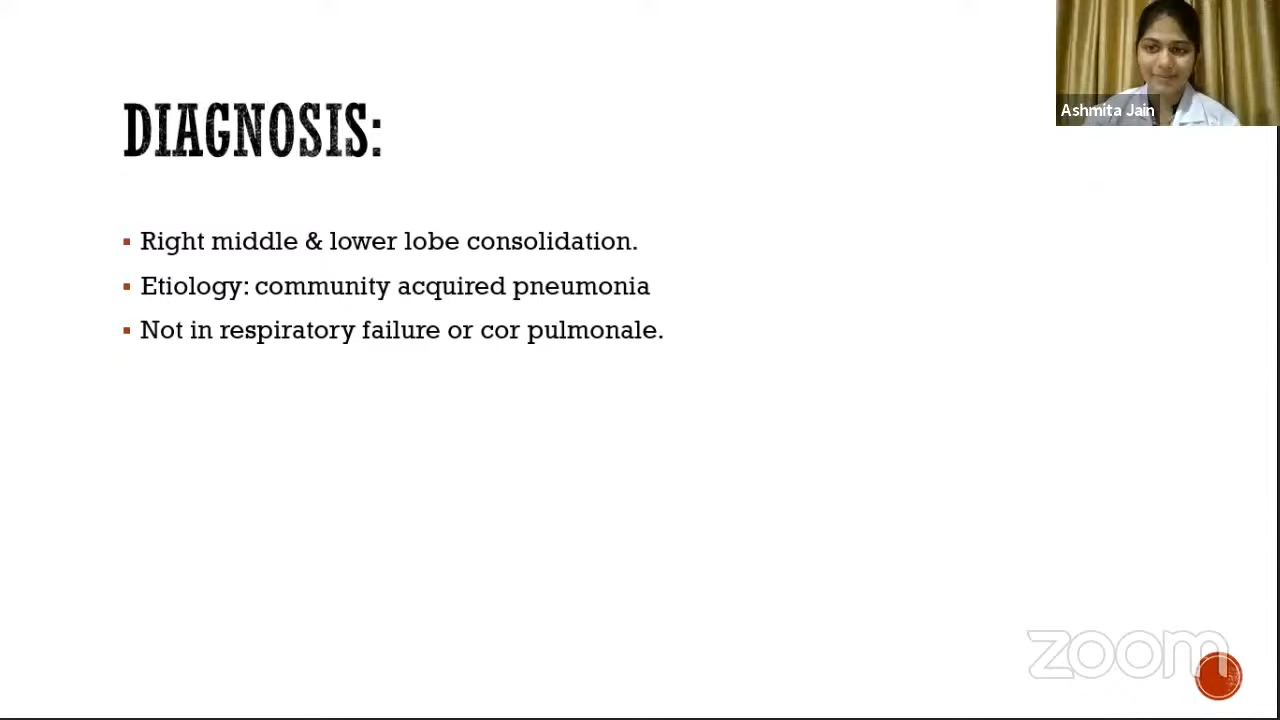 Ashmita Jain
DIAGNOSIS:
Right middle & lower lobe consolidation.
Etiology: community acquired pneumonia
Not in respiratory failure or cor pulmonale.
zoom